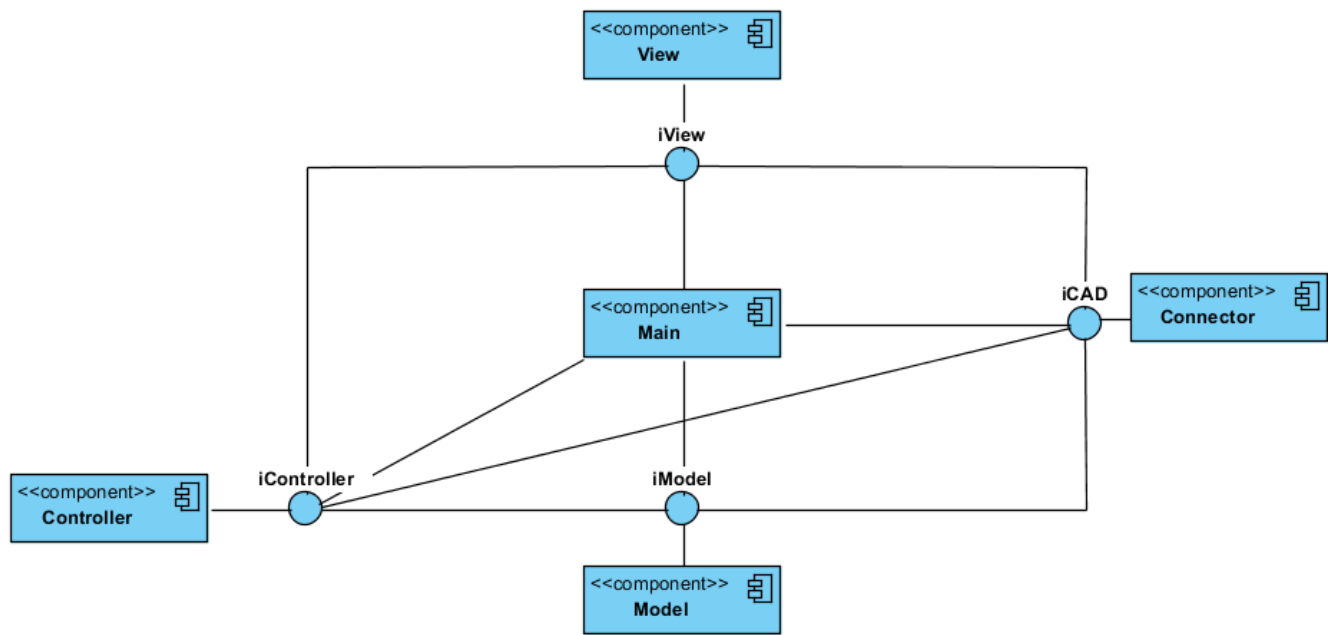 <<component>>
View
iView
<<component>>
Main
iCAD
<<component>>
Connector
iController
iModel
<<component>>
Controller
<<component>>
Model